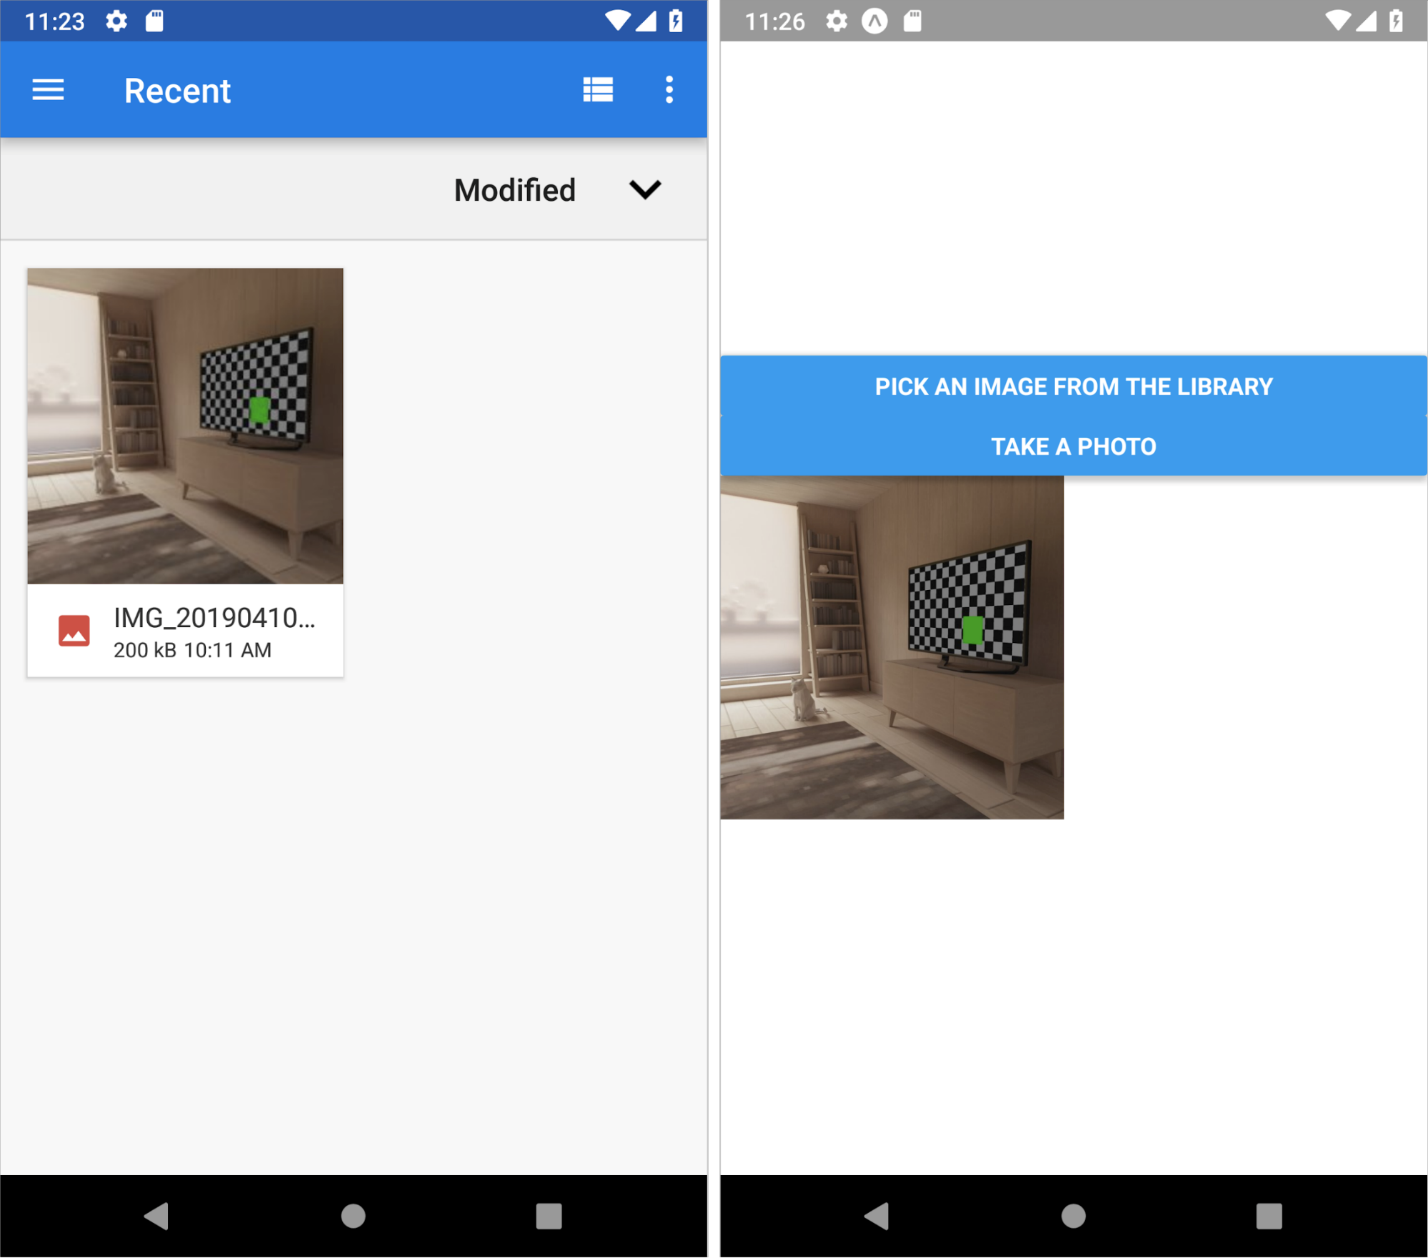 11:23
Recent
Modified
IMG_20190410...
200 kB 10:11 AM
11:26
PICK AN IMAGE FROM THE LIBRARY
TAKE A PHOTO